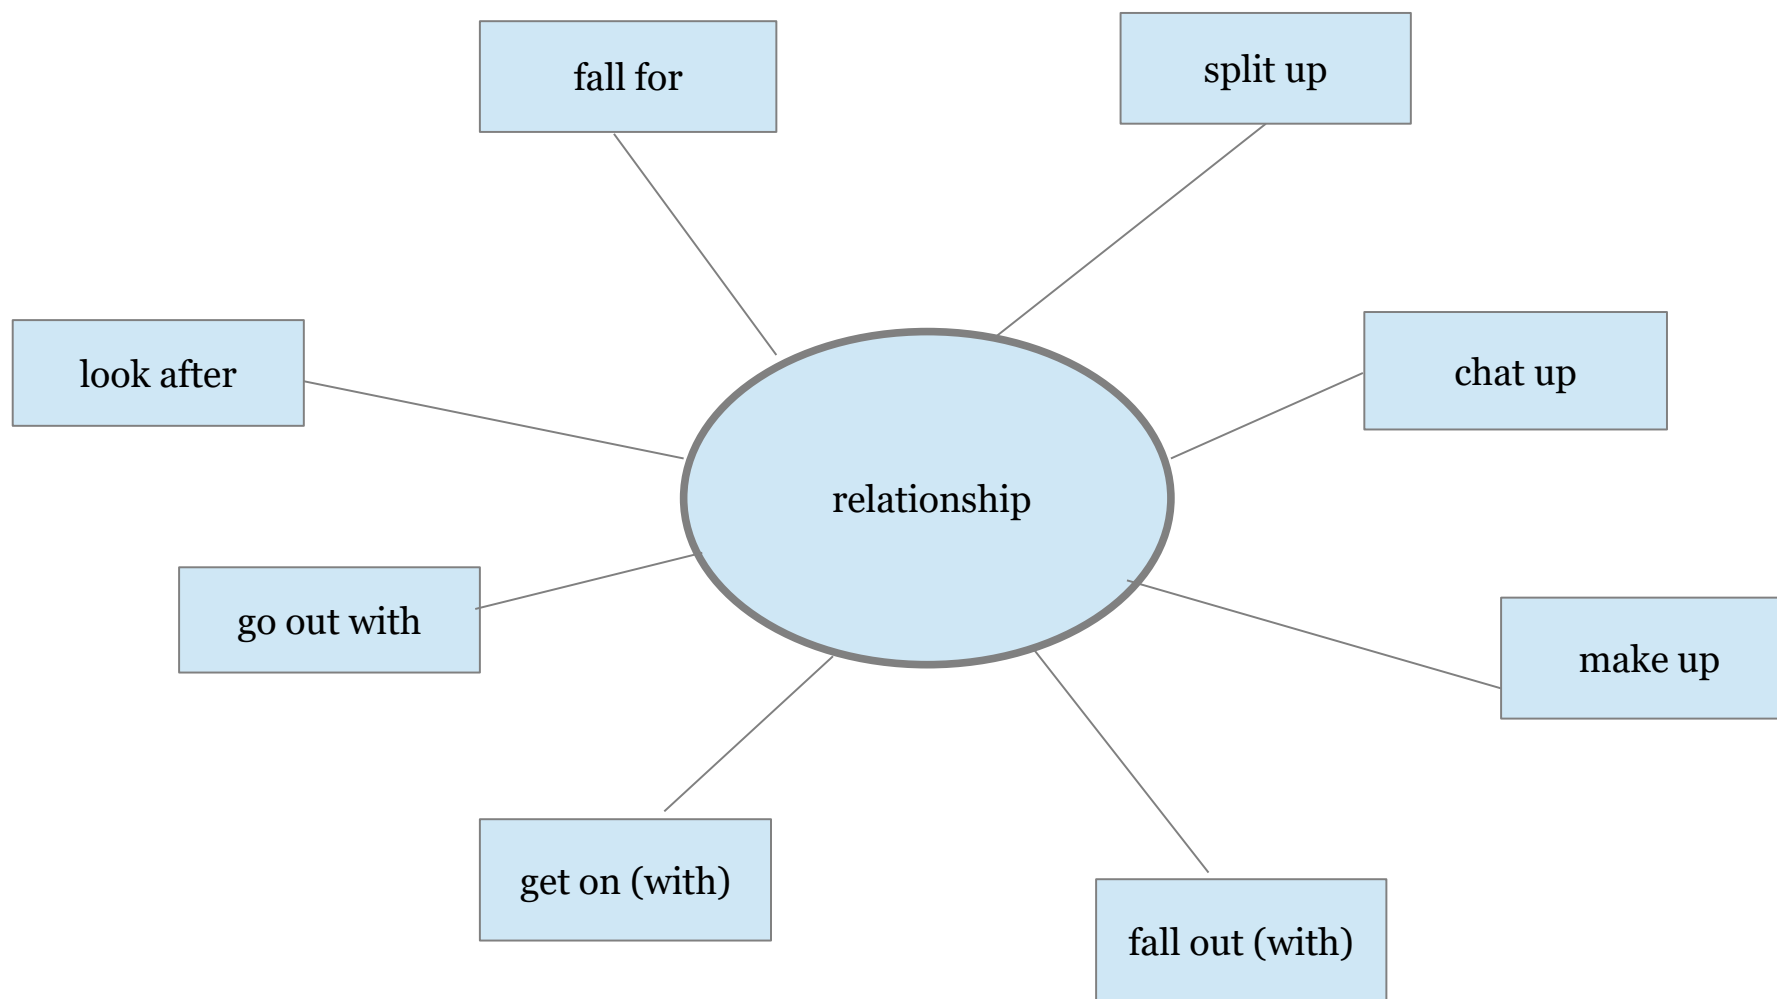 split up
fall for
chat up
look after
relationship
go out with
make up
get on (with)
fall out (with)